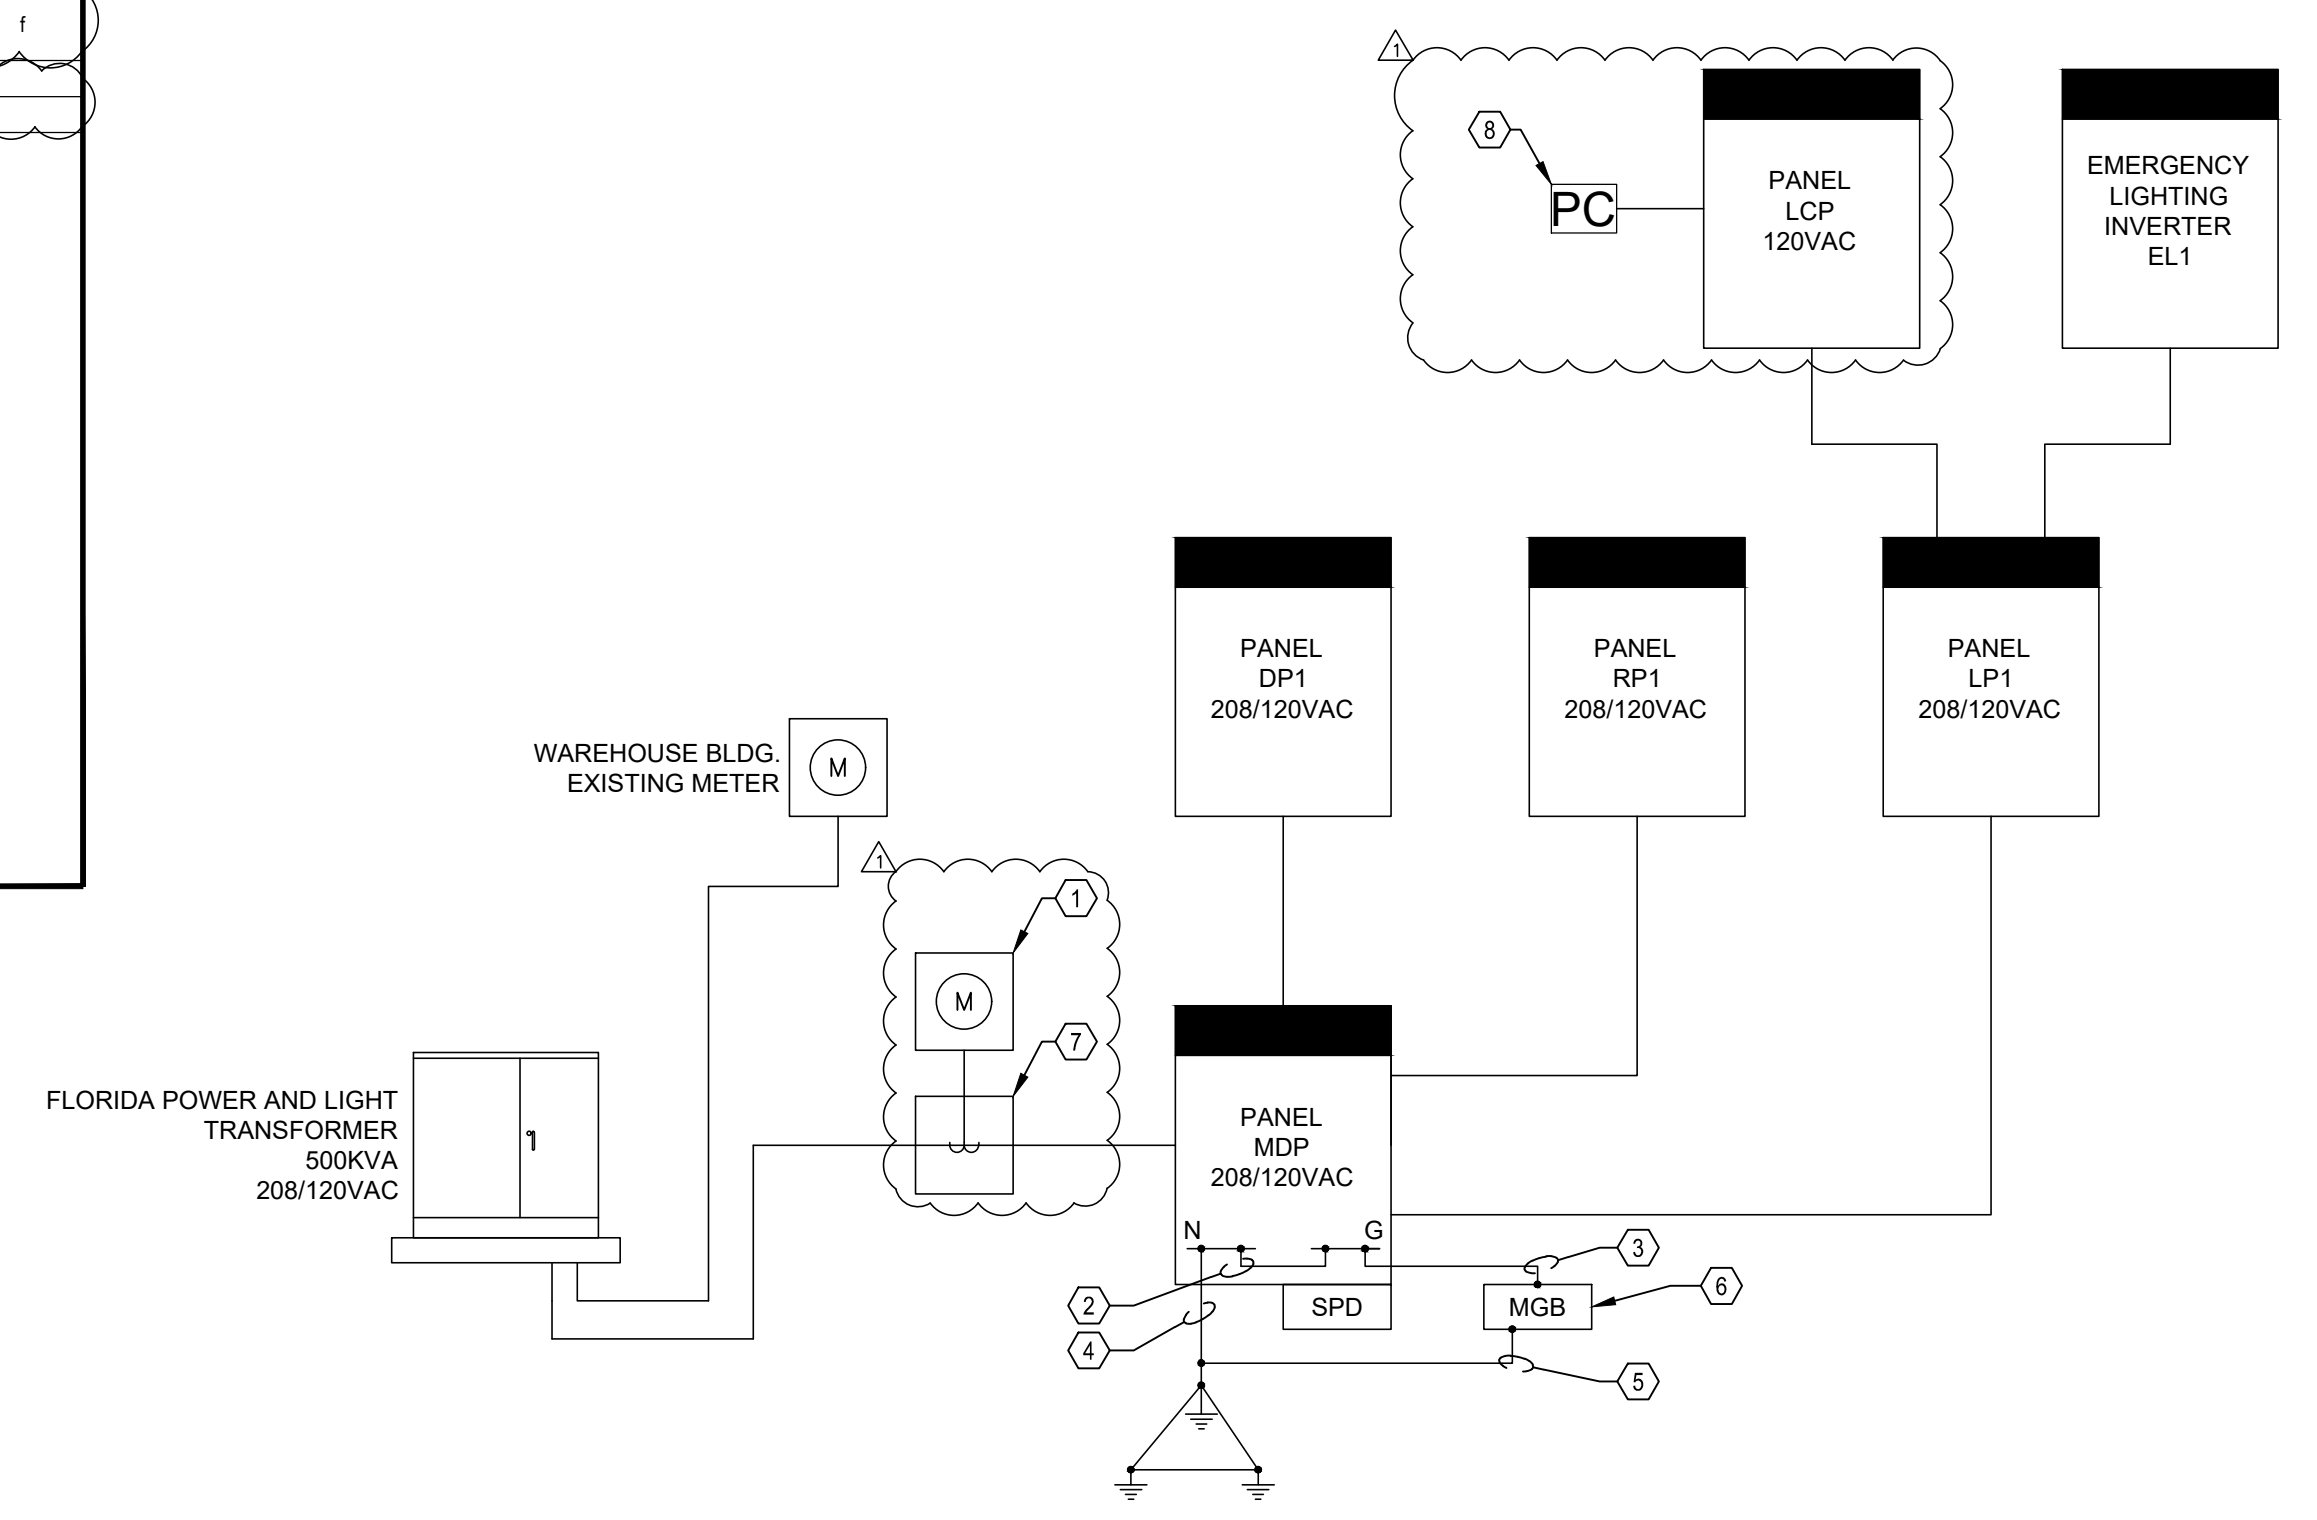 f
1
8
PC
PANEL
LCP
120VAC
EMERGENCY
LIGHTING
INVERTER
EL1
PANEL
DP1
208/120VAC
PANEL
RP1
208/120VAC
PANEL
LP1
208/120VAC
WAREHOUSE BLDG.
EXISTING METER
M
1
1
M
7
FLORIDA POWER AND LIGHT
TRANSFORMER
500KVA
208/120VAC
PANEL
MDP
208/120VAC
N
G
3
2
SPD
MGB
6
4
5